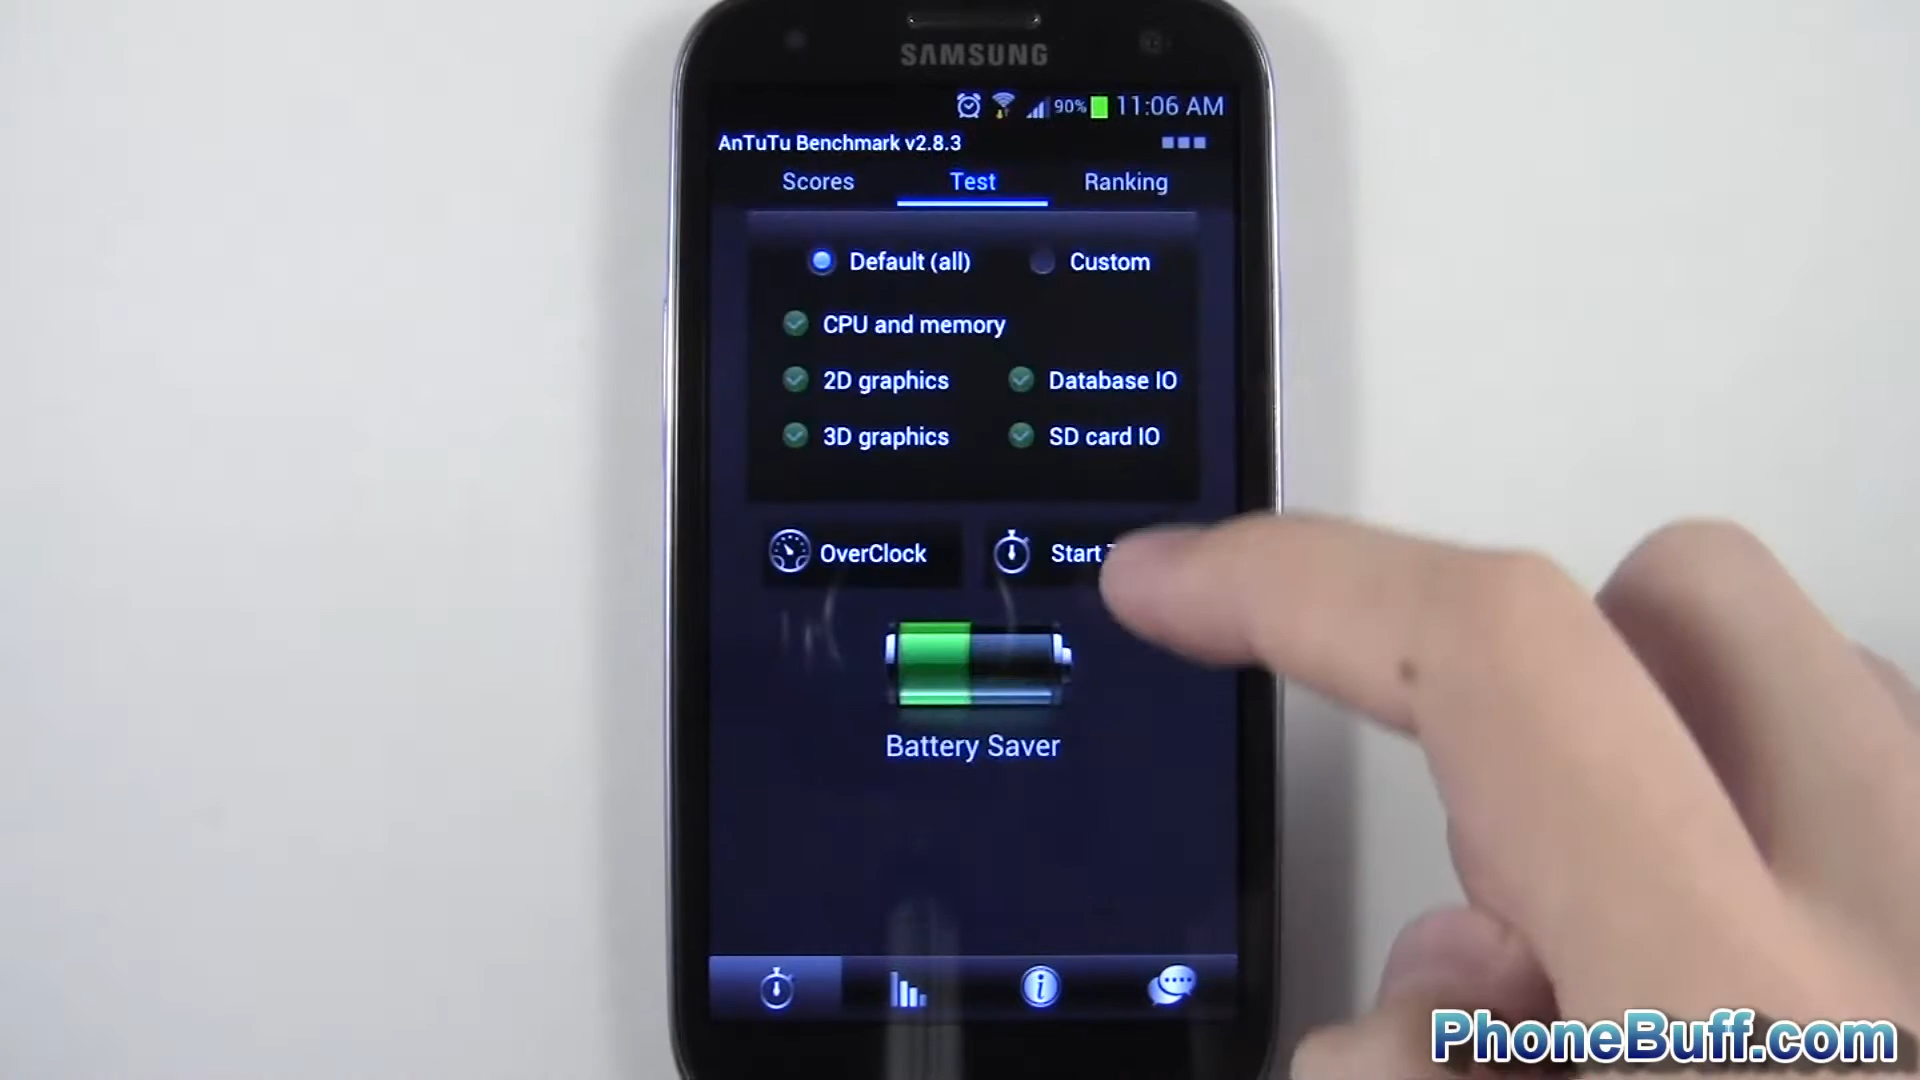 SAMSUNG
90% 11:06 AM
AnTuTu Benchmark v2.8.3
Scores Test Ranking
Default (all) Custom
CPU and memory
2D graphics Database IO
3D graphics SD card IO
OverClock Start
Battery Saver
PhoneBuff.com